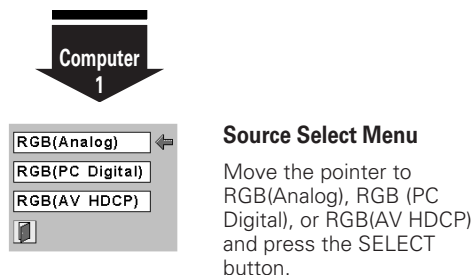 Computer
1
RGB(Analog)
RGB(PC Digital)
RGB(AV HDCP)
Source Select Menu
Move the pointer to
RGB(Analog), RGB (PC
Digital), or RGB(AV HDCP)
and press the SELECT
button.